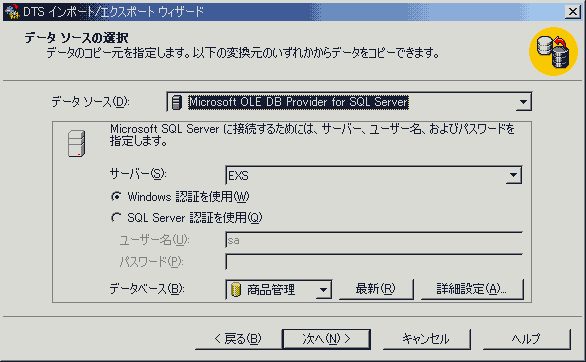 DTS インポート/エクスポート ウィザード
データ ソースの選択
データのコピー元を指定します。以下の変換元のいずれかからデータをコピーできます。
データ ソース(D):
Microsoft OLE DB Provider for SQL Server
Microsoft SQL Server に接続するためには、サーバー、ユーザー名、およびパスワードを
指定します。
サーバー(S):
EXS
Windows 認証を使用(W)
SQL Server 認証を使用(Q)
ユーザー名(U):
sa
パスワード(P):
データベース(B):
商品管理
最新(R)
詳細設定(A)...
< 戻る(B)
次へ(N) >
キャンセル
ヘルプ